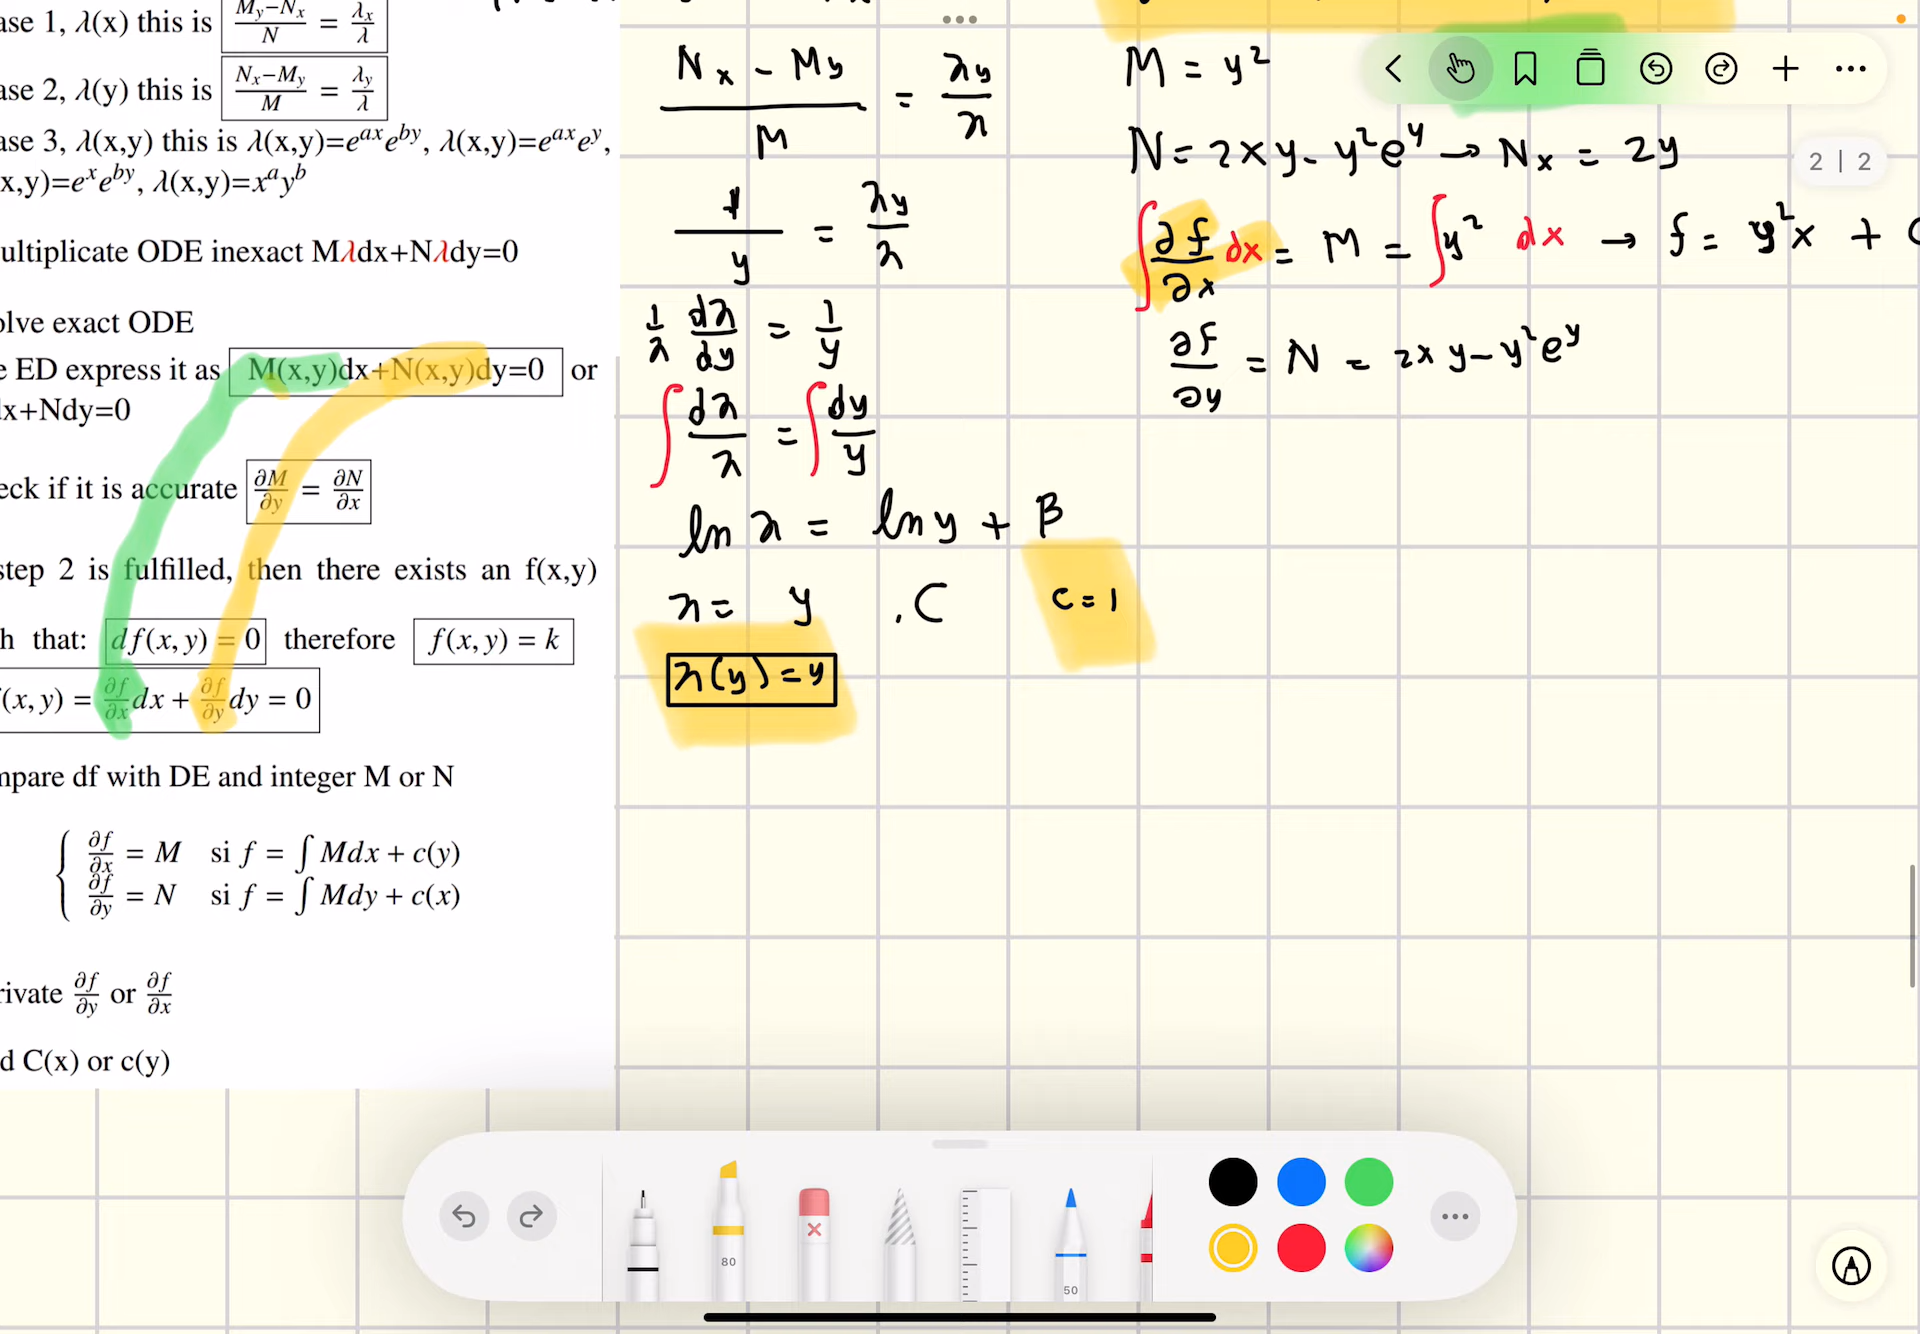 ase 1, λ(x) this is My−Nx/N = λx/λ
ase 2, λ(y) this is Nx−My/M = λy/λ
ase 3, λ(x,y) this is λ(x,y)=e^{ax}e^{by}, λ(x,y)=e^{ax}e^{y},
x,y)=e^{x}e^{by}, λ(x,y)=x^{a}y^{b}
ultiplicate ODE inexact Mλdx+Nλdy=0
olve exact ODE
e ED express it as M(x,y)dx+N(x,y)dy=0 or
dx+Ndy=0
eck if it is accurate ∂M/∂y = ∂N/∂x
step 2 is fulfilled, then there exists an f(x,y)
h that: df(x, y) = 0 therefore f(x, y) = k
f(x, y) = ∂f/∂x dx + ∂f/∂y dy = 0
mpare df with DE and integer M or N
∂f/∂x = M si f = ∫ Mdx + c(y)
∂f/∂y = N si f = ∫ Mdy + c(x)
rivate ∂f/∂y or ∂f/∂x
d C(x) or c(y)
Nx - My / M = λy/λ
1/y = λy/λ
1/λ dλ/dy = 1/y
∫ dλ/λ = ∫ dy/y
ln λ = ln y + β
λ = y . C C = 1
λ(y) = y
M = y²
N = 2xy - y²e^y → Nx = 2y
∫ ∂f/∂x dx = M = ∫ y² dx → f = y²x + C
∂f/∂y = N = 2xy - y²e^y
2 | 2
80
50